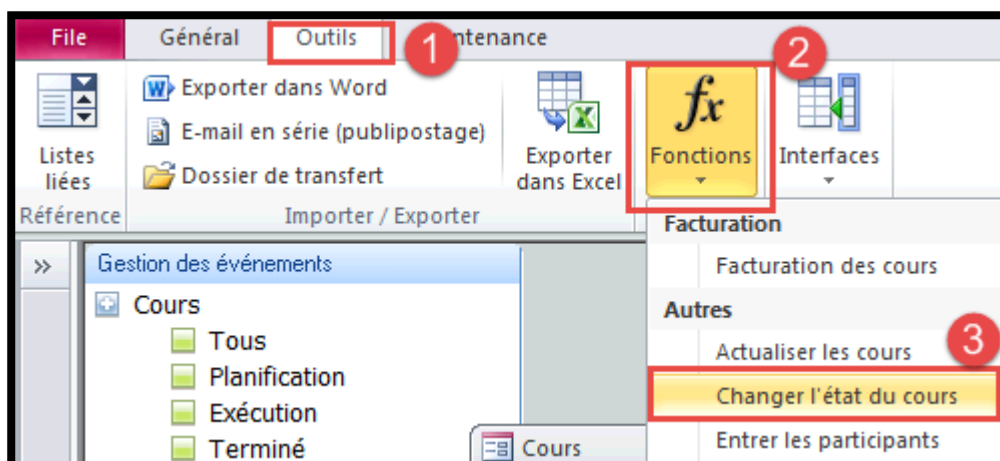 File Général Outils 1 ntenance 2
Exporter dans Word
E-mail en série (publipostage)
Dossier de transfert
Listes liées
Exporter dans Excel
fx
Fonctions
Interfaces
Référence
Importer / Exporter
Facturation
Facturation des cours
Autres
Actualiser les cours
3
Changer l'état du cours
Entrer les participants
»
Gestion des événements
Cours
Tous
Planification
Exécution
Terminé
Cours